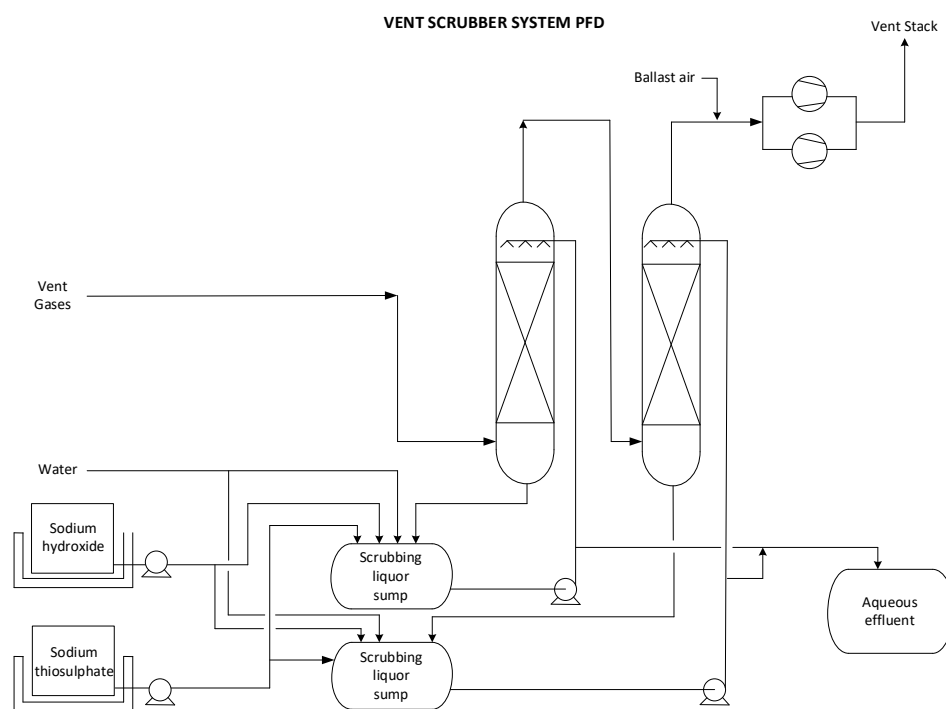 VENT SCRUBBER SYSTEM PFD
Vent Stack
Ballast air
Vent
Gases
Water
Sodium
hydroxide
Scrubbing
liquor
sump
Aqueous
effluent
Sodium
thiosulphate
Scrubbing
liquor
sump